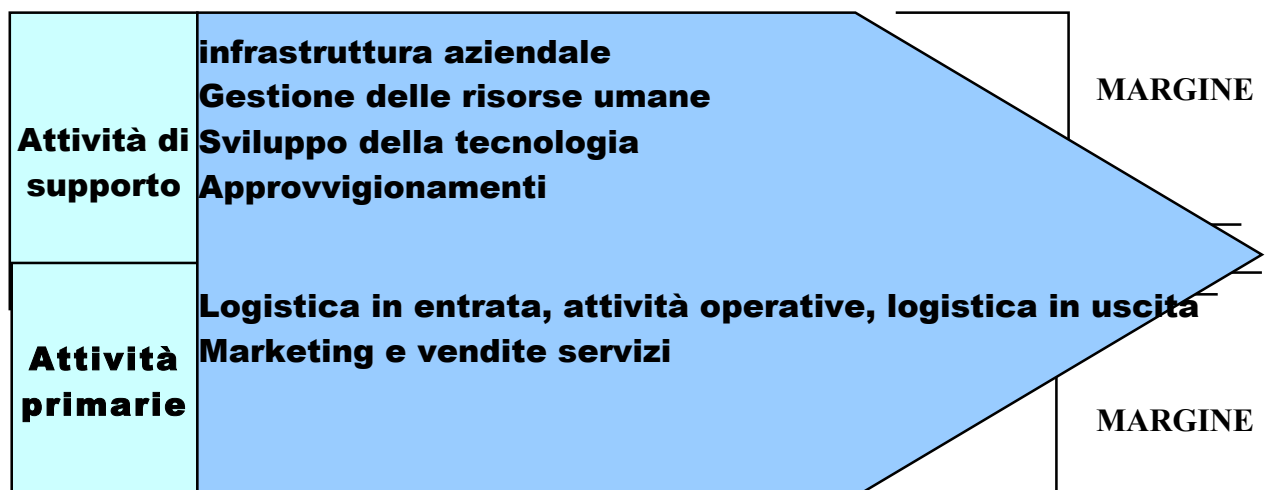 infrastruttura aziendale
Gestione delle risorse umane
Attività di
supporto
Sviluppo della tecnologia
Approvvigionamenti
MARGINE
Logistica in entrata, attività operative, logistica in uscita
Marketing e vendite servizi
Attività
primarie
MARGINE